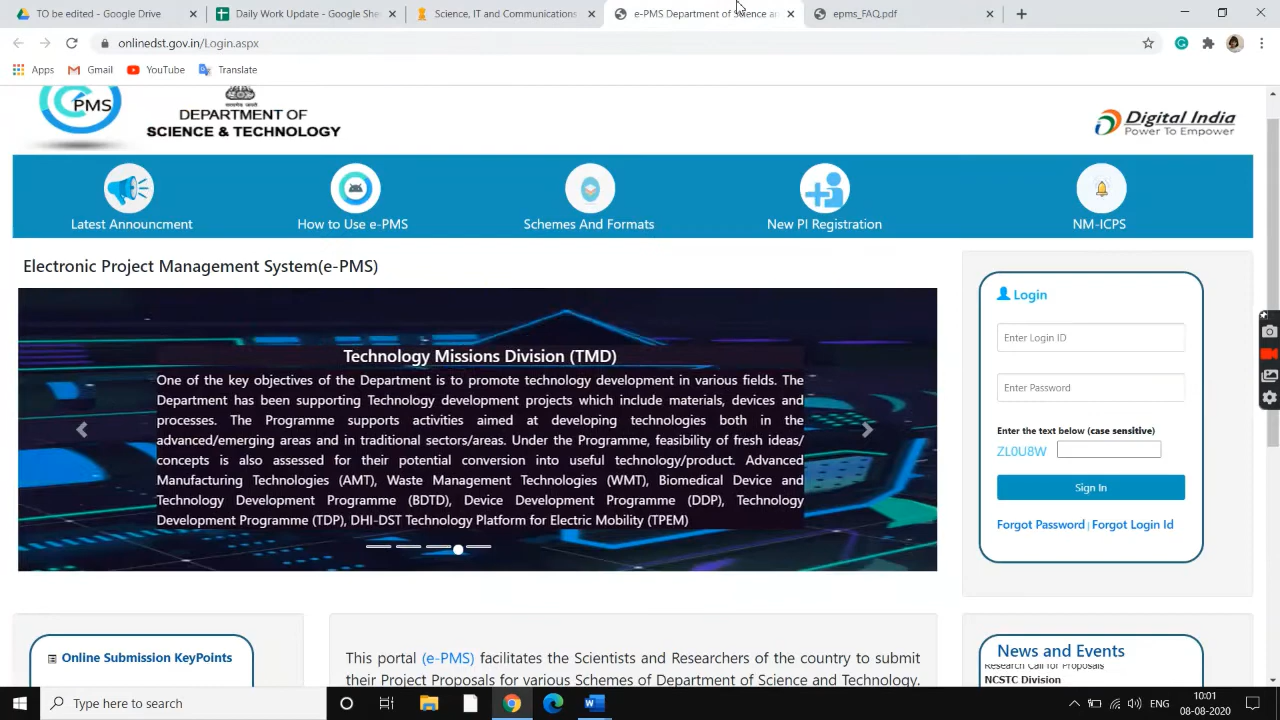 TO be edited - Google Drive
Daily Work Update - Google She
Science, IT and Communications
e-PMS Department of Science an
epms_FAQ.pdf
onlinedst.gov.in/Login.aspx
Apps
Gmail
YouTube
Translate
PMS
DEPARTMENT OF
SCIENCE & TECHNOLOGY
Digital India
Power To Empower
Latest Announcment
How to Use e-PMS
Schemes And Formats
New PI Registration
NM-ICPS
Electronic Project Management System(e-PMS)
Technology Missions Division (TMD)
One of the key objectives of the Department is to promote technology development in various fields. The
Department has been supporting Technology development projects which include materials, devices and
processes. The Programme supports activities aimed at developing technologies both in the
advanced/emerging areas and in traditional sectors/areas. Under the Programme, feasibility of fresh ideas/
concepts is also assessed for their potential conversion into useful technology/product. Advanced
Manufacturing Technologies (AMT), Waste Management Technologies (WMT), Biomedical Device and
Technology Development Programme (BDTD), Device Development Programme (DDP), Technology
Development Programme (TDP), DHI-DST Technology Platform for Electric Mobility (TPEM)
Login
Enter Login ID
Enter Password
Enter the text below (case sensitive)
ZL0U8W
Sign In
Forgot Password | Forgot Login Id
Online Submission KeyPoints
This portal (e-PMS) facilitates the Scientists and Researchers of the country to submit
their Project Proposals for various Schemes of Department of Science and Technology.
News and Events
Research Call for Proposals
NCSTC Division
Type here to search
ENG
10:01
08-08-2020